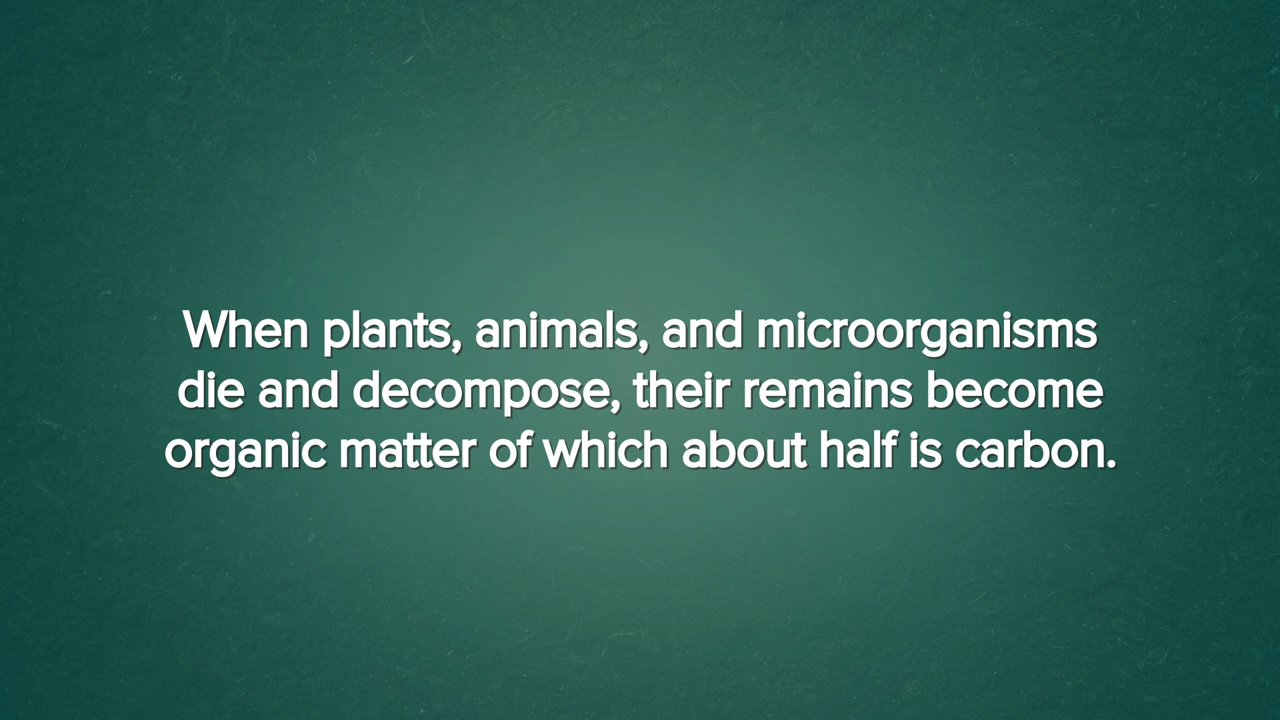 When plants, animals, and microorganisms
die and decompose, their remains become
organic matter of which about half is carbon.